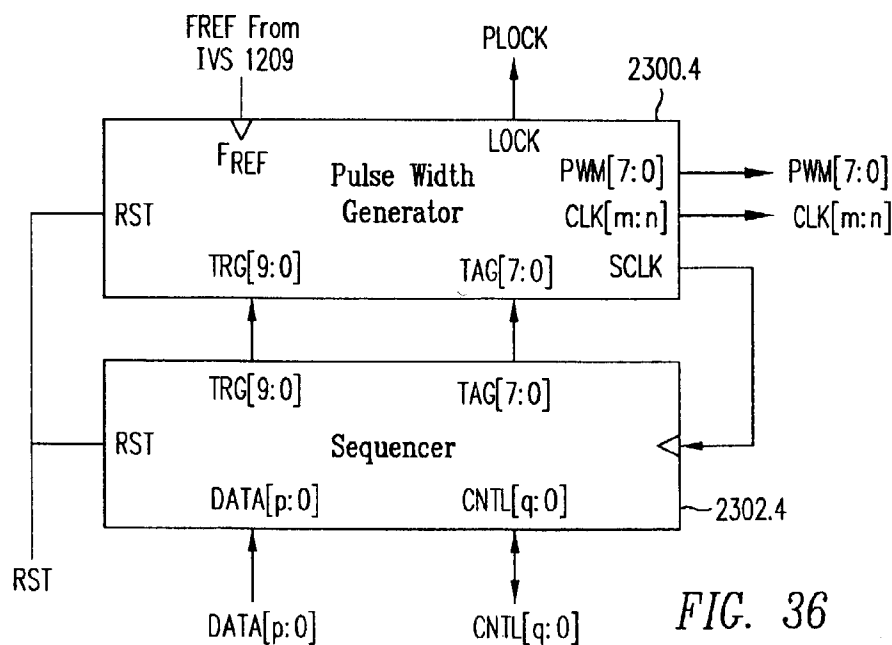 FREF From
IVS 1209
PLOCK
2300.4
FREF
LOCK
Pulse Width
Generator
PWM[7:0]
PWM[7:0]
RST
CLK[m:n]
CLK[m:n]
TRG[9:0]
TAG[7:0]
SCLK
TRG[9:0]
TAG[7:0]
RST
Sequencer
DATA[p:0]
CNTL[q:0]
2302.4
RST
DATA[p:0]
CNTL[q:0]
FIG. 36